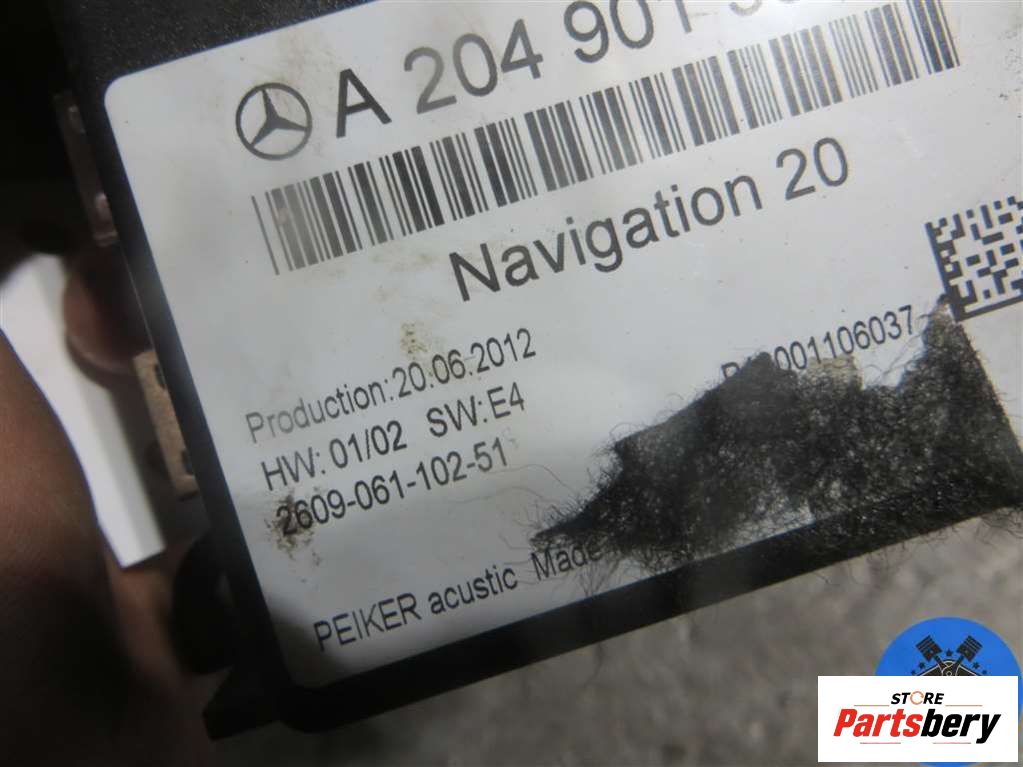 A 204 901
Navigation 20
Production:20.06.2012
HW: 01/02 SW:E4
2609-061-102-51
001106037
PEIKER acustic Made
STORE
Partsbery